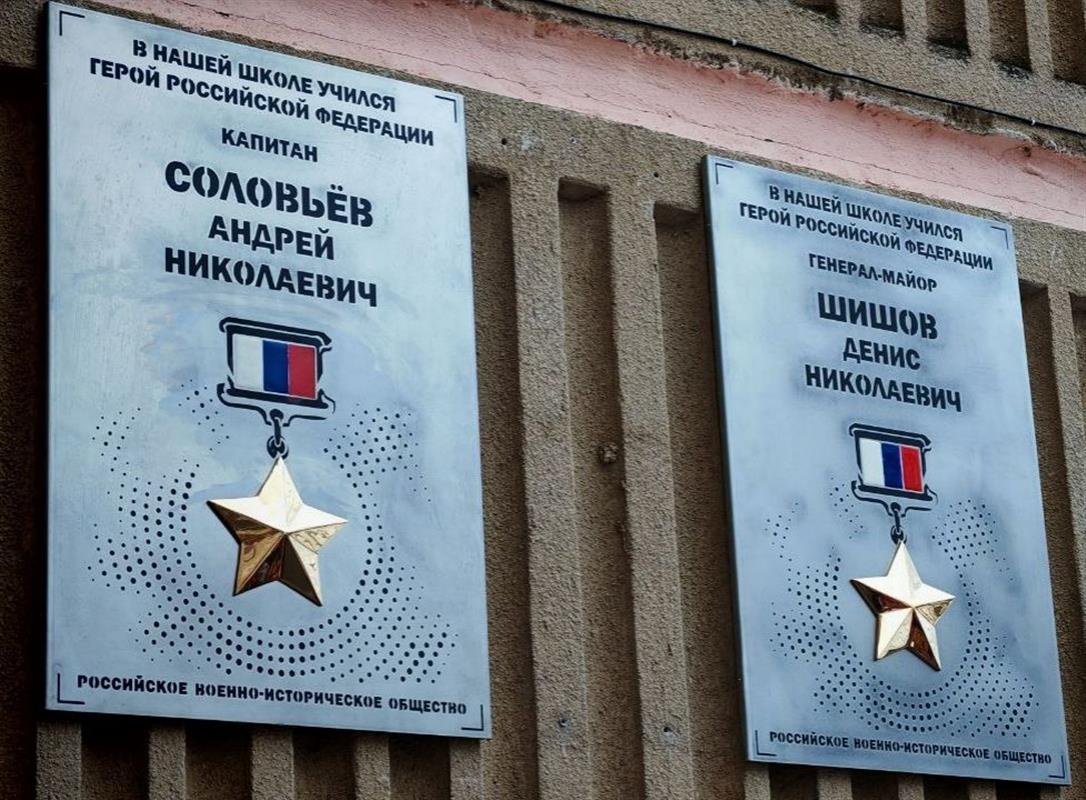 В НАШЕЙ ШКОЛЕ УЧИЛСЯ
ГЕРОЙ РОССИЙСКОЙ ФЕДЕРАЦИИ
КАПИТАН
СОЛОВЬЁВ
АНДРЕЙ
НИКОЛАЕВИЧ
РОССИЙСКОЕ ВОЕННО-ИСТОРИЧЕСКОЕ ОБЩЕСТВО
В НАШЕЙ ШКОЛЕ УЧИЛСЯ
ГЕРОЙ РОССИЙСКОЙ ФЕДЕРАЦИИ
ГЕНЕРАЛ-МАЙОР
ШИШОВ
ДЕНИС
НИКОЛАЕВИЧ
РОССИЙСКОЕ ВОЕННО-ИСТОРИЧЕСКОЕ ОБЩЕСТВО